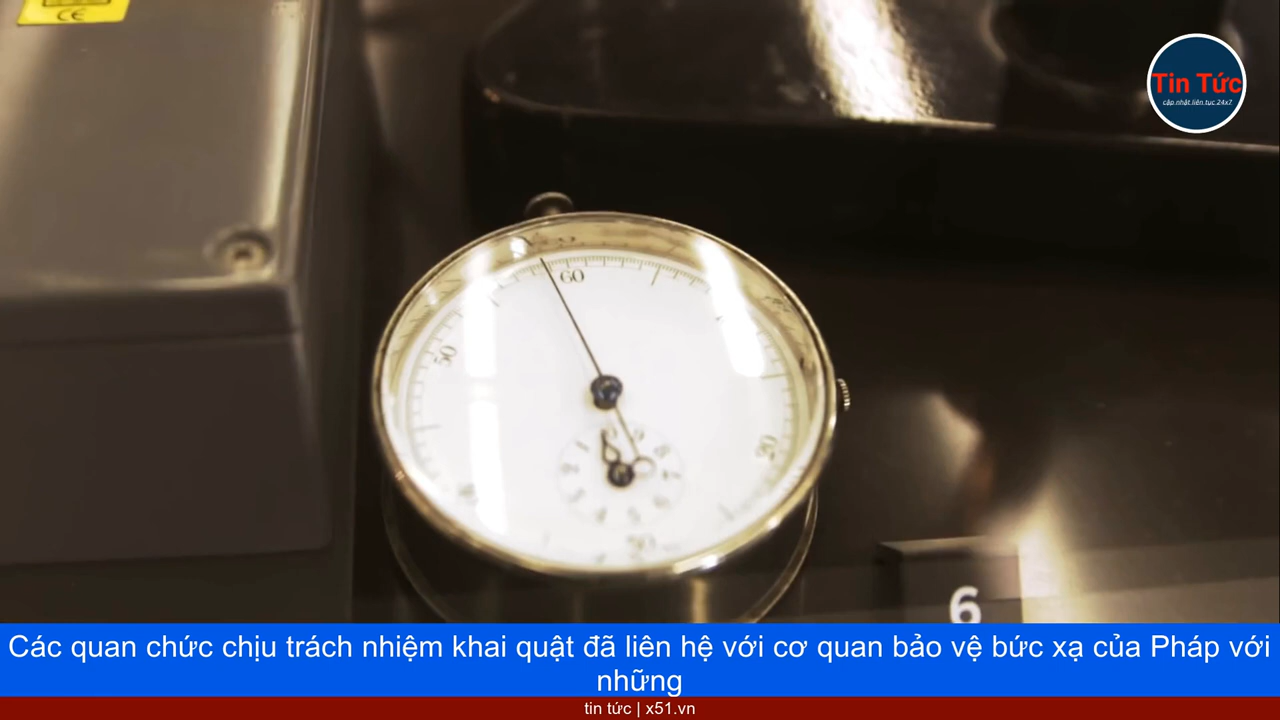 CE
Tin Tức
cập.nhật.liên.tục.24x7
60
50
20
30
6
Các quan chức chịu trách nhiệm khai quật đã liên hệ với cơ quan bảo vệ bức xạ của Pháp với
những
tin tức | x51.vn